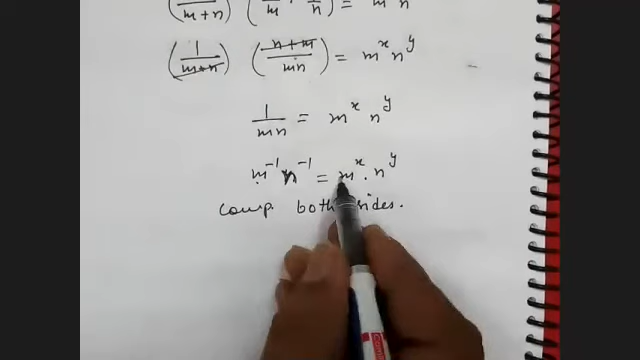 (1/m+n) (1/m + 1/n) = m^x n^y
(1/m+n) (n+m/mn) = m^x n^y
1/mn = m^x n^y
m^-1 n^-1 = m^x . n^y
comp. both sides.